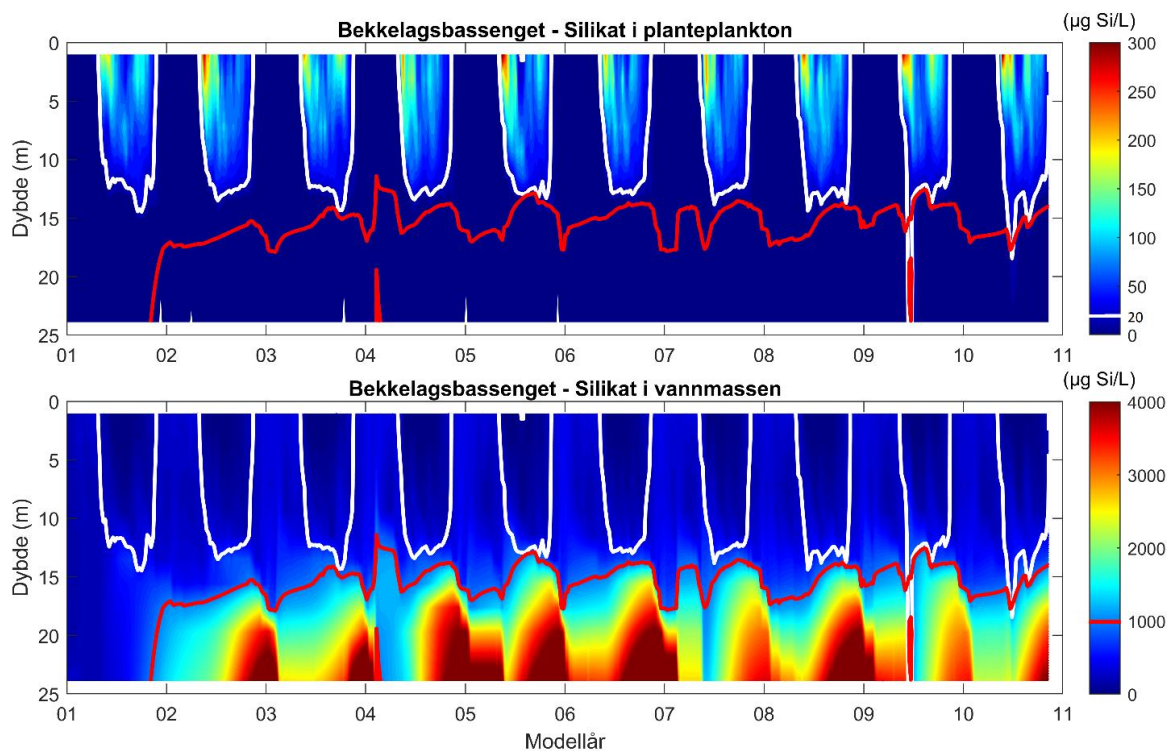 (µg Si/L)
Bekkelagsbassenget - Silikat i planteplankton
0
5
10
15
20
25
Dybde (m)
01 02 03 04 05 06 07 08 09 10 11
300
250
200
150
100
50
20
0
(µg Si/L)
Bekkelagsbassenget - Silikat i vannmassen
0
5
10
15
20
25
Dybde (m)
01 02 03 04 05 06 07 08 09 10 11
Modellår
4000
3000
2000
1000
0